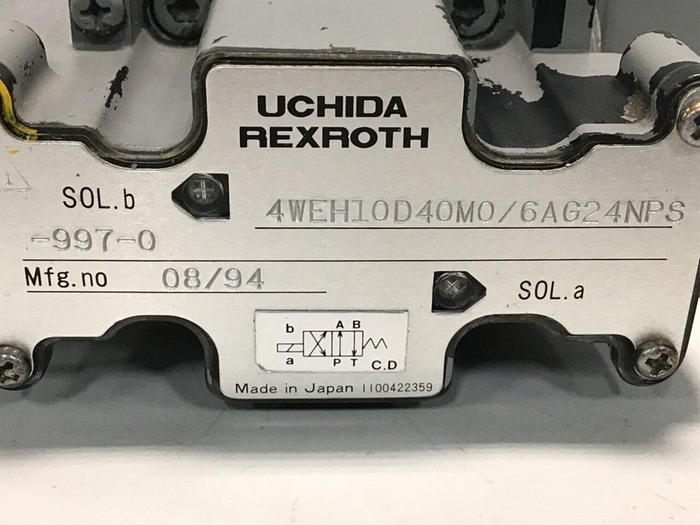 UCHIDA
REXROTH
SOL.b
4WEH10D40M0/6AG24NPS
-997-0
Mfg.no 08/94
SOL.a
b A B
a P T C.D
Made in Japan 1100422359